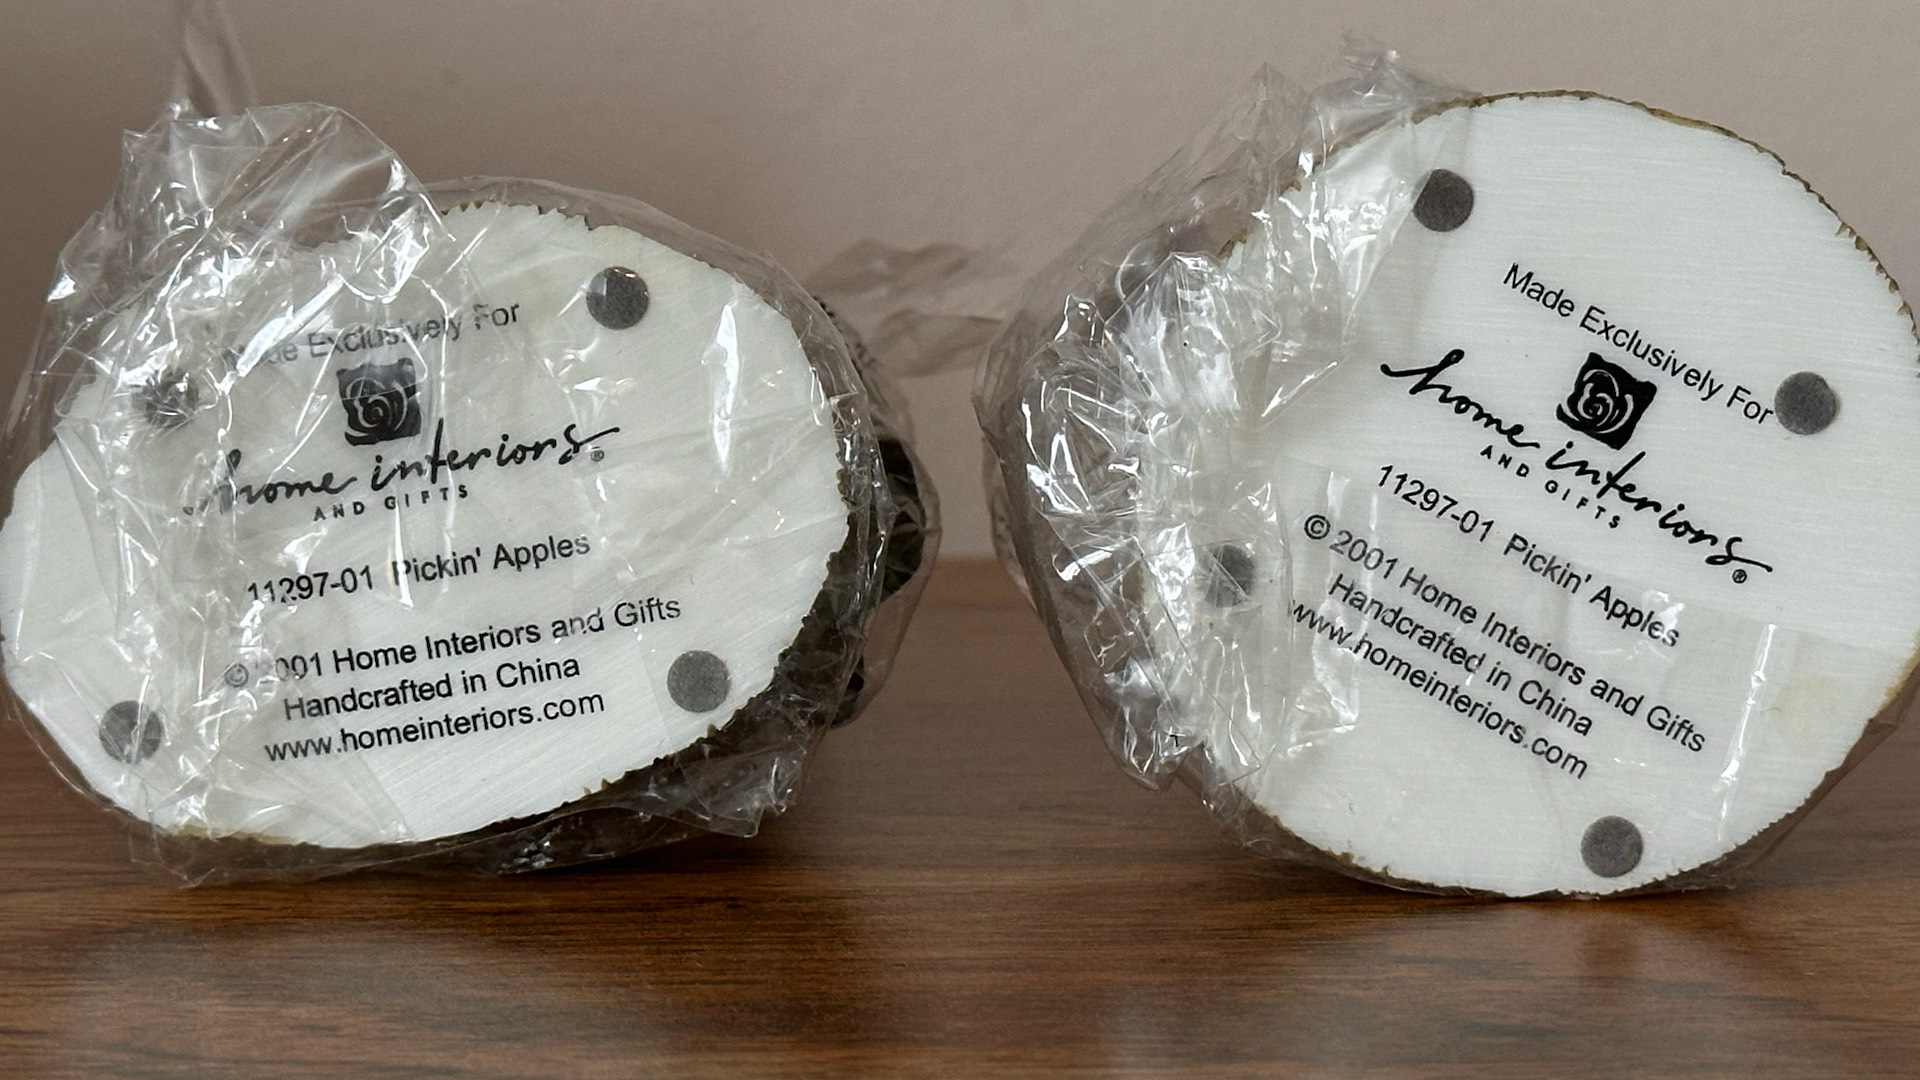 Made Exclusively For
home interiors®
AND GIFTS
11297-01 Pickin' Apples
© 2001 Home Interiors and Gifts
Handcrafted in China
www.homeinteriors.com
Made Exclusively For
home interiors®
AND GIFTS
11297-01 Pickin' Apples
© 2001 Home Interiors and Gifts
Handcrafted in China
www.homeinteriors.com